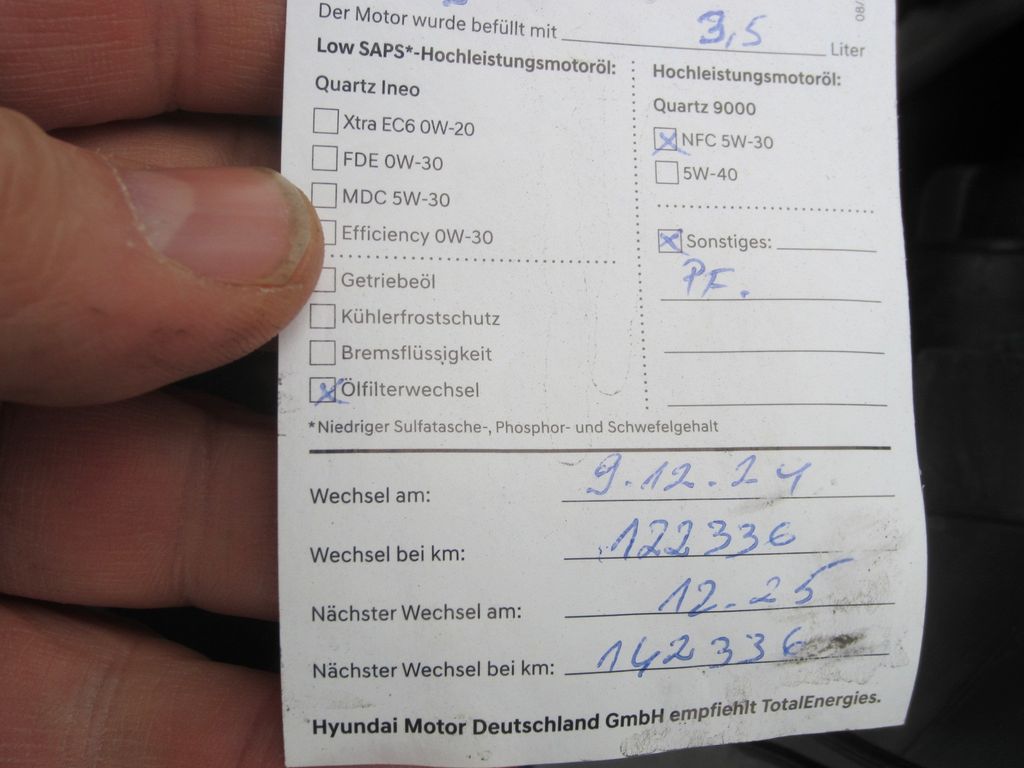 Der Motor wurde befüllt mit 3,5 Liter
Low SAPS*-Hochleistungsmotoröl:
Quartz Ineo
Xtra EC6 0W-20
FDE 0W-30
MDC 5W-30
Efficiency 0W-30
Getriebeöl
Kühlerfrostschutz
Bremsflüssigkeit
Ölfilterwechsel
Hochleistungsmotoröl:
Quartz 9000
NFC 5W-30
5W-40
Sonstiges:
PF.
*Niedriger Sulfatasche-, Phosphor- und Schwefelgehalt
Wechsel am: 9.12.24
Wechsel bei km: 122336
Nächster Wechsel am: 12.25
Nächster Wechsel bei km: 142336
Hyundai Motor Deutschland GmbH empfiehlt TotalEnergies.
08/